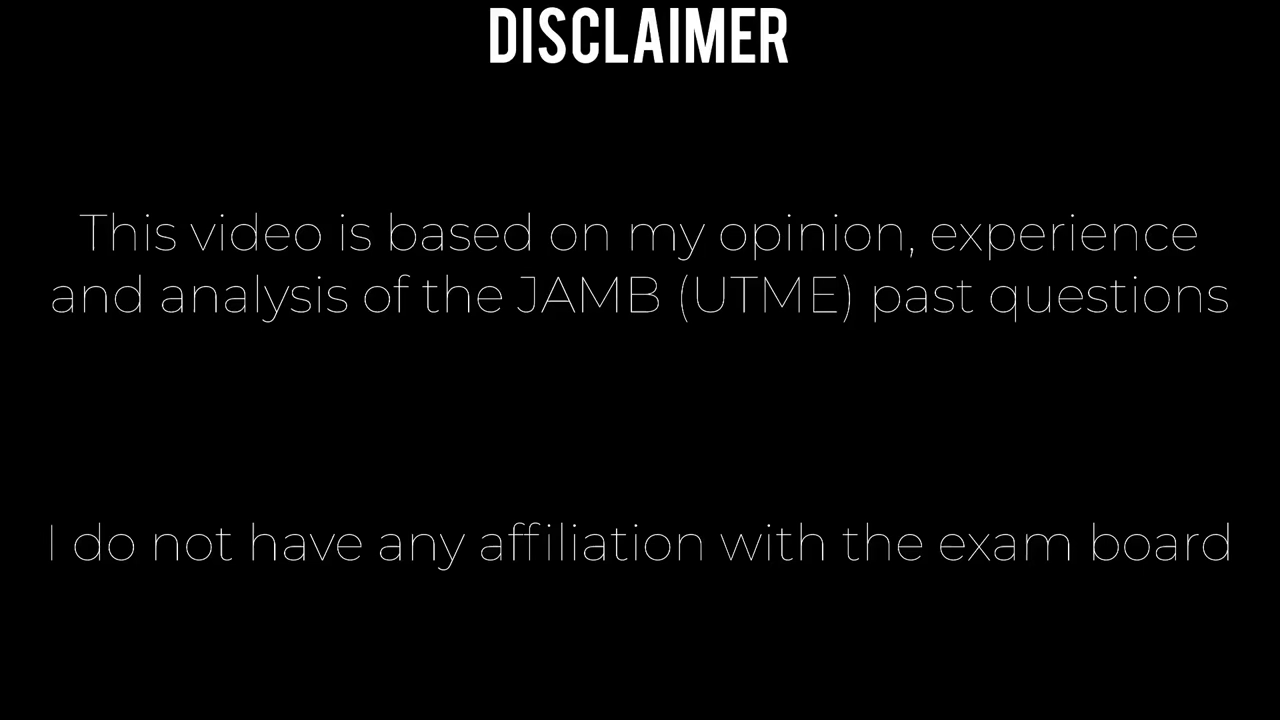 DISCLAIMER
This video is based on my opinion, experience
and analysis of the JAMB (UTME) past questions
I do not have any affiliation with the exam board